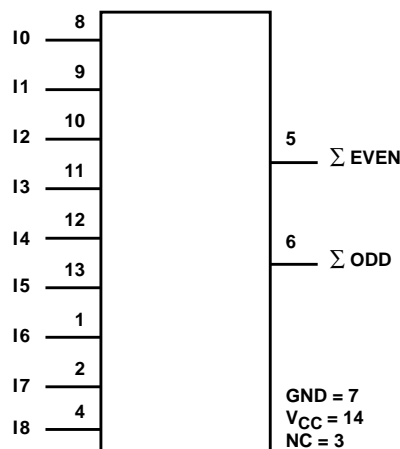 I0 8
I1 9
I2 10
I3 11
I4 12
I5 13
I6 1
I7 2
I8 4
5 Σ EVEN
6 Σ ODD
GND = 7
VCC = 14
NC = 3